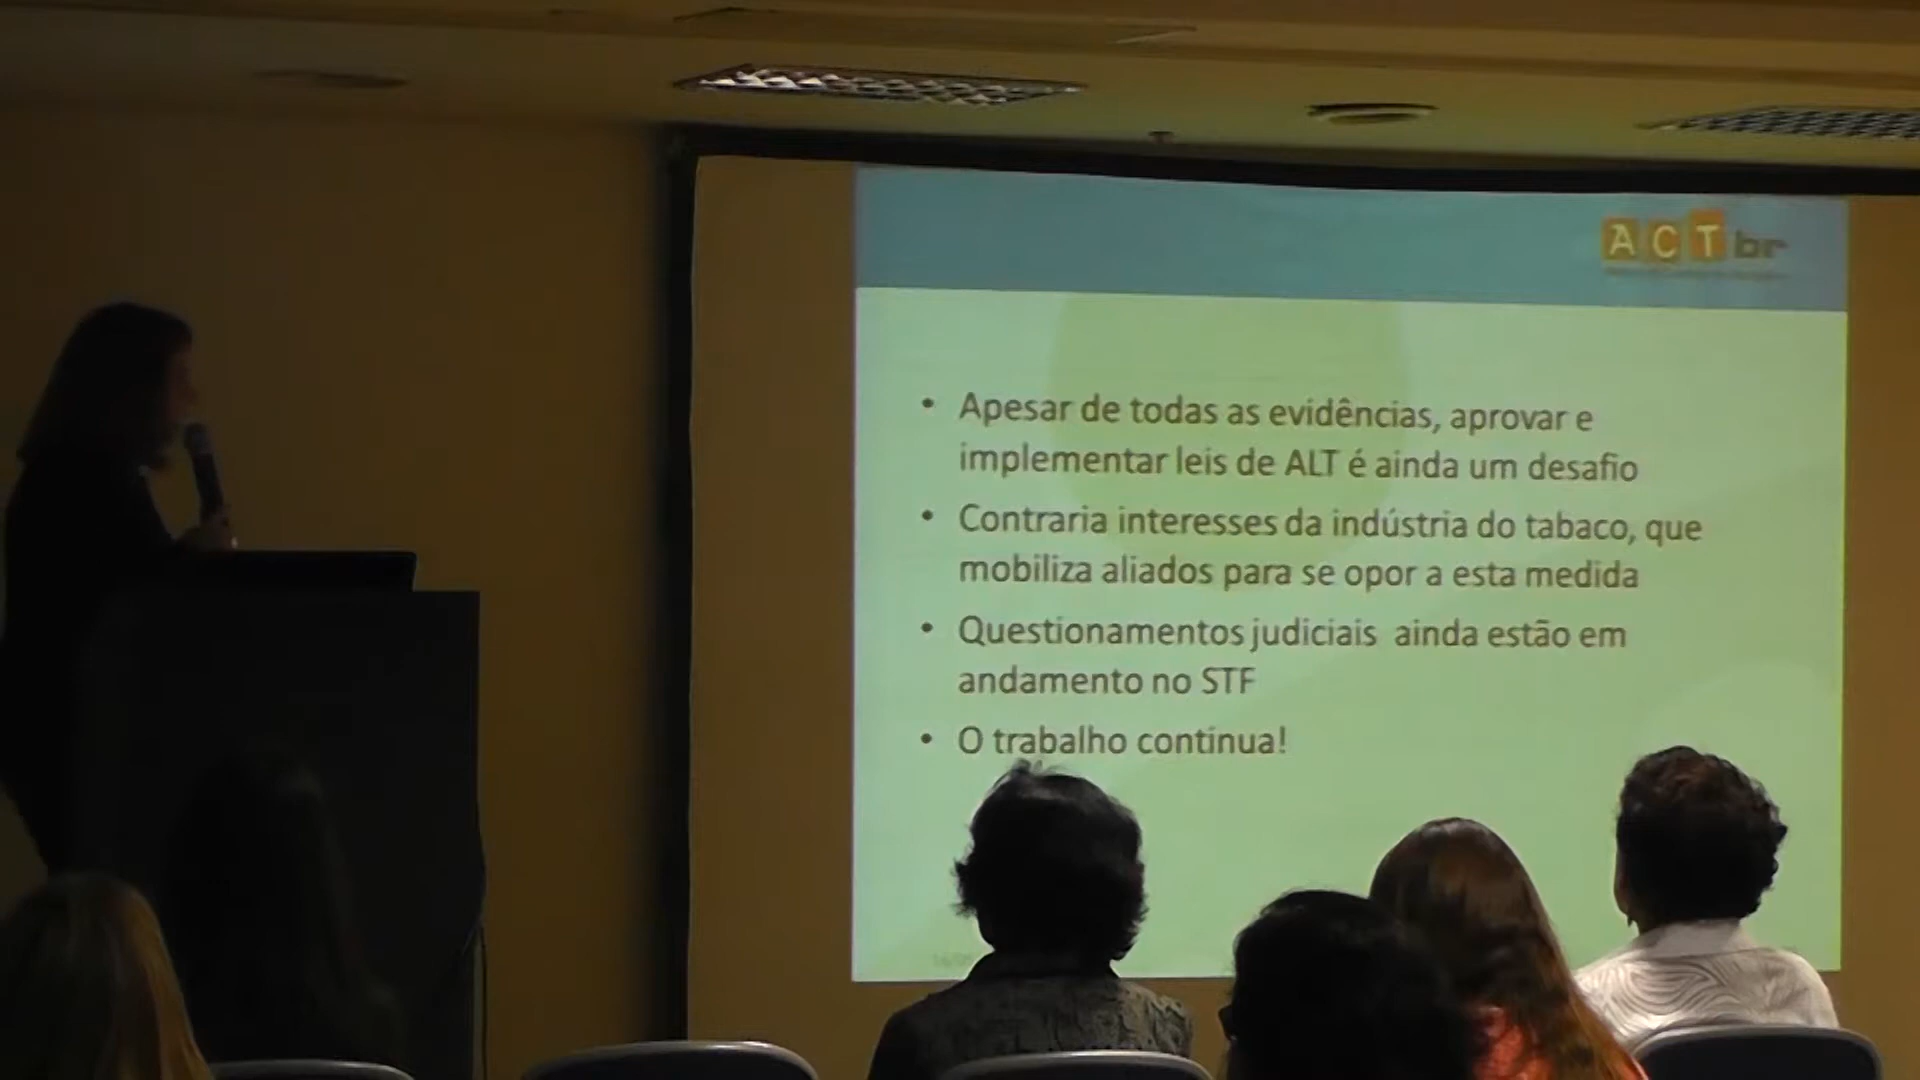 ACTbr
• Apesar de todas as evidências, aprovar e
implementar leis de ALT é ainda um desafio
• Contraria interesses da indústria do tabaco, que
mobiliza aliados para se opor a esta medida
• Questionamentos judiciais ainda estão em
andamento no STF
• O trabalho continua!